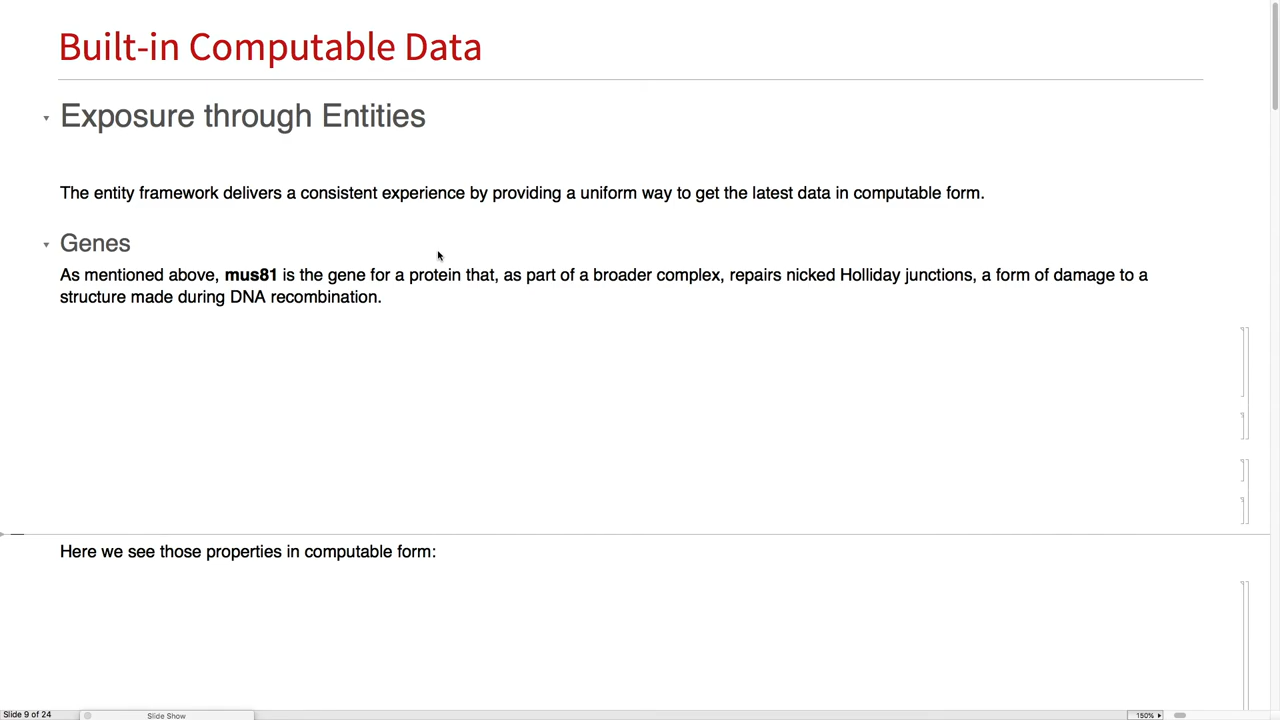 Built-in Computable Data
Exposure through Entities
The entity framework delivers a consistent experience by providing a uniform way to get the latest data in computable form.
Genes
As mentioned above, mus81 is the gene for a protein that, as part of a broader complex, repairs nicked Holliday junctions, a form of damage to a
structure made during DNA recombination.
Here we see those properties in computable form:
Slide 9 of 24
Slide Show
150%